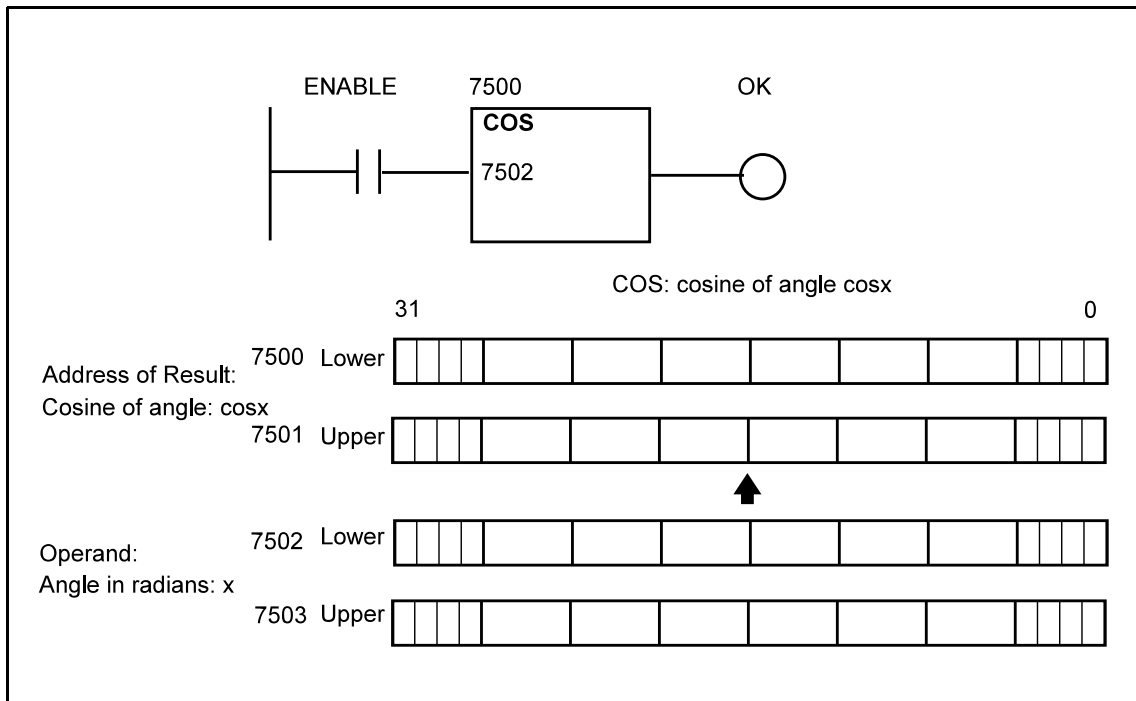 ENABLE 7500 OK
COS
7502
COS: cosine of angle cosx
31 0
7500 Lower
Address of Result:
Cosine of angle: cosx
7501 Upper
7502 Lower
Operand:
Angle in radians: x
7503 Upper